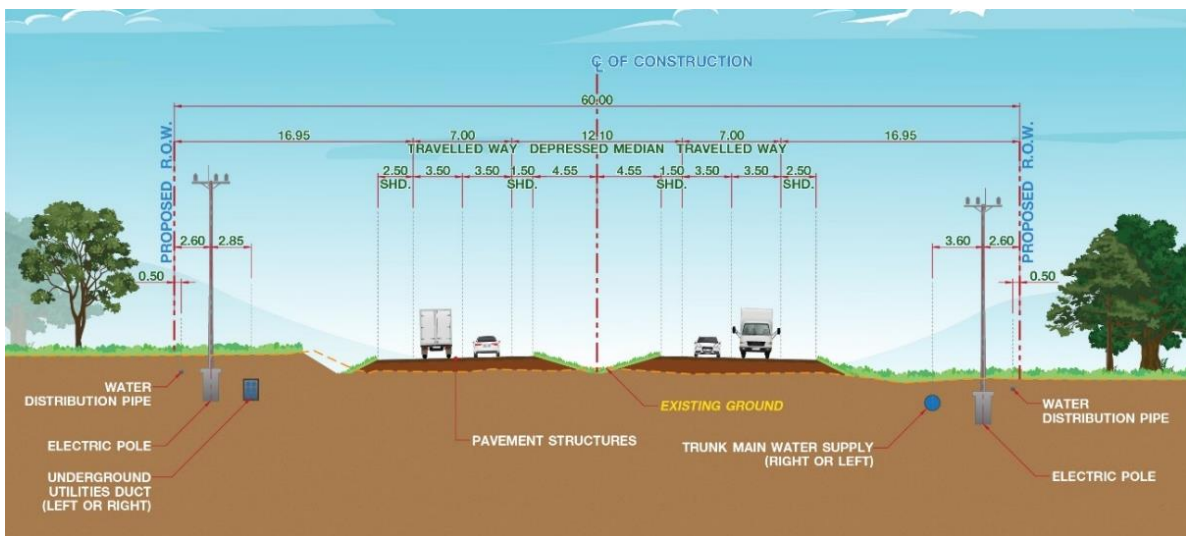 ℄ OF CONSTRUCTION
60.00
16.95 7.00 12.10 7.00 16.95
TRAVELLED WAY DEPRESSED MEDIAN TRAVELLED WAY
2.50 3.50 3.50 1.50 4.55 4.55 1.50 3.50 3.50 2.50
SHD. SHD. SHD. SHD.
PROPOSED R.O.W.
PROPOSED R.O.W.
2.60 2.85
3.60 2.60
0.50
0.50
WATER
DISTRIBUTION PIPE
ELECTRIC POLE
UNDERGROUND
UTILITIES DUCT
(LEFT OR RIGHT)
PAVEMENT STRUCTURES
EXISTING GROUND
TRUNK MAIN WATER SUPPLY
(RIGHT OR LEFT)
WATER
DISTRIBUTION PIPE
ELECTRIC POLE